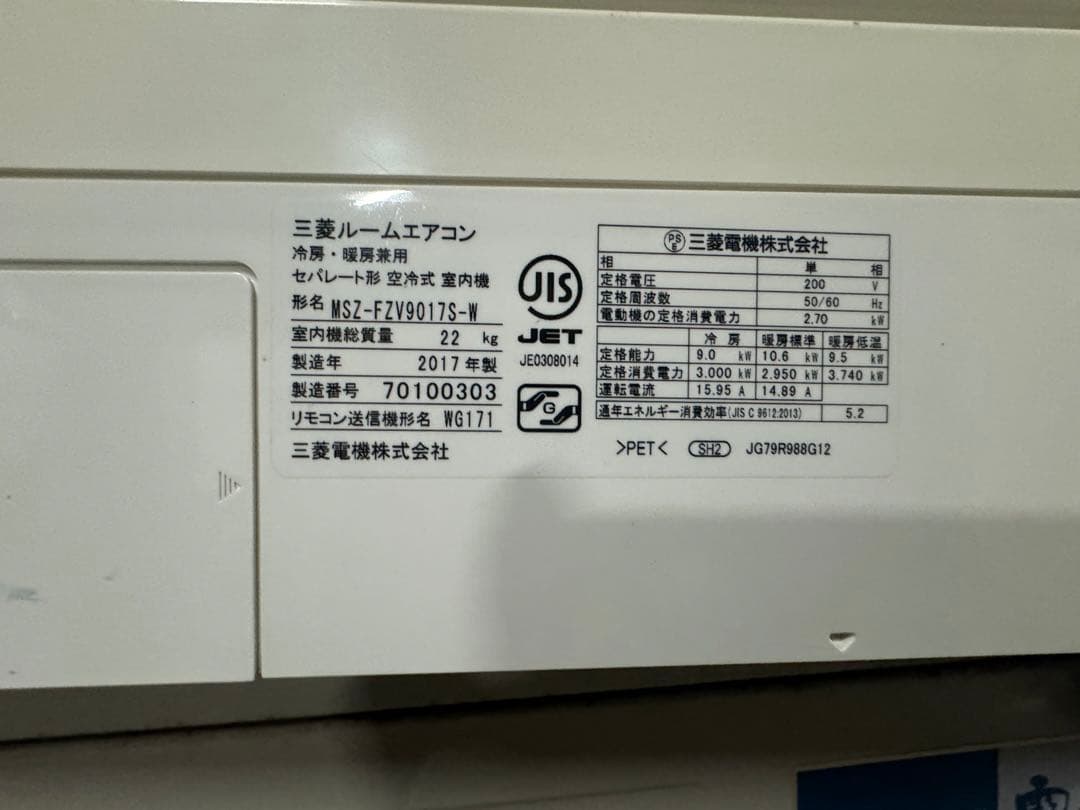 三菱ルームエアコン
冷房・暖房兼用
セパレート形 空冷式 室内機
形名 MSZ-FZV9017S-W
室内機総質量 22 kg
製造年 2017 年製
製造番号 70100303
リモコン送信機形名 WG171
三菱電機株式会社
JIS
JET
JE0308014
G
PS
E 三菱電機株式会社
相 単 相
定格電圧 200 V
定格周波数 50/60 Hz
電動機の定格消費電力 2.70 kW
冷 房 暖房標準 暖房低温
定格能力 9.0 kW 10.6 kW 9.5 kW
定格消費電力 3.000 kW 2.950 kW 3.740 kW
運転電流 15.95 A 14.89 A
通年エネルギー消費効率(JIS C 9612:2013) 5.2
>PET< SH2 JG79R988G12